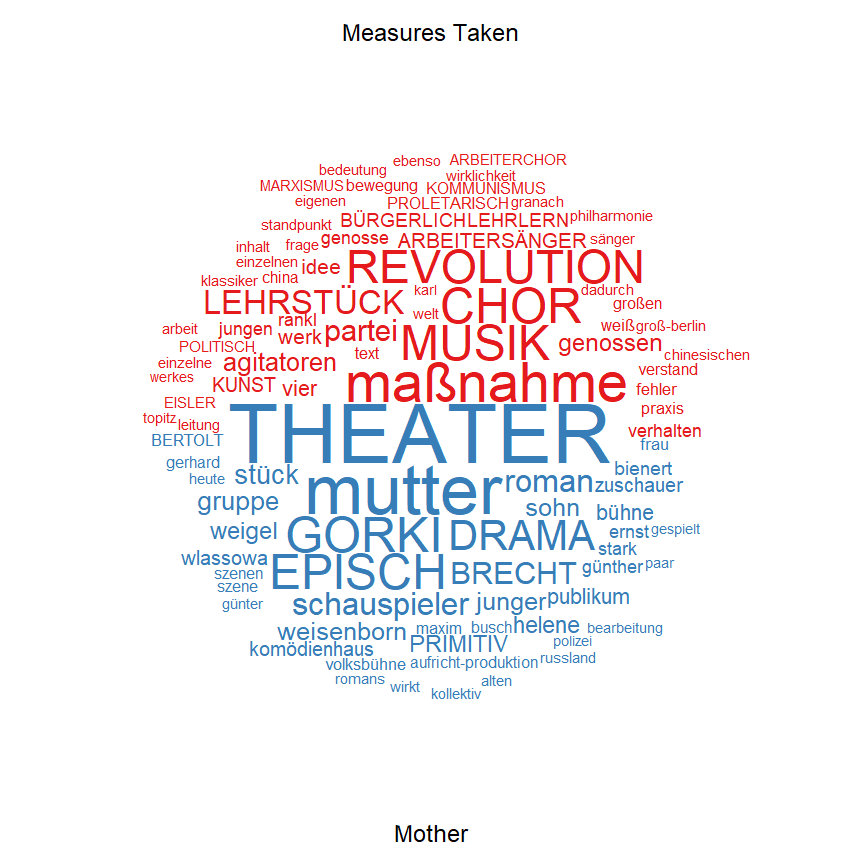 Measures Taken
ebenso ARBEITERCHOR
bedeutung wirklichkeit
MARXISMUS bewegung KOMMUNISMUS
eigenen PROLETARISCH granach
standpunkt BÜRGERLICH LEHRLERN philharmonie
inhalt frage genosse ARBEITERSÄNGER sänger
einzelnen idee REVOLUTION
klassiker china karl CHOR dadurch
LEHRSTÜCK welt großen
arbeit jungen rankl werk partei MUSIK weiß groß-berlin
POLITISCH text genossen chinesischen
einzelne agitatoren verstand
werkes KUNST vier maßnahme fehler
EISLER praxis
topitz leitung verhalten
BERTOLT THEATER frau
gerhard stück bienert
heute mutter roman zuschauer
gruppe sohn bühne
weigel GORKI DRAMA ernst gespielt
wlassowa stark
szenen EPISCH BRECHT günther paar
szene
günter schauspieler junger publikum
weisenborn maxim busch helene bearbeitung
komödienhaus PRIMITIV polizei
volksbühne aufricht-produktion russland
romans wirkt alten
kollektiv
Mother